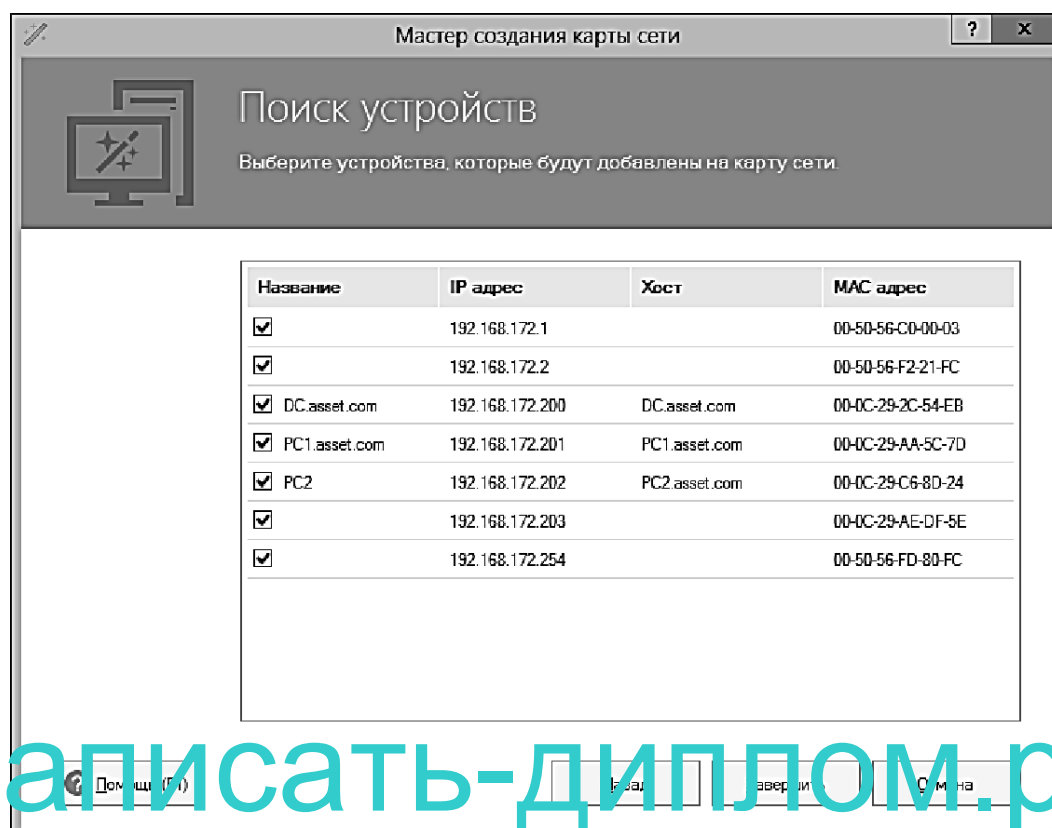 Мастер создания карты сети
? x
Поиск устройств
Выберите устройства, которые будут добавлены на карту сети.
Название IP адрес Хост MAC адрес
192.168.172.1 00-50-56-C0-00-03
192.168.172.2 00-50-56-F2-21-FC
DC.asset.com 192.168.172.200 DC.asset.com 00-0C-29-2C-54-EB
PC1.asset.com 192.168.172.201 PC1.asset.com 00-0C-29-AA-5C-7D
PC2 192.168.172.202 PC2.asset.com 00-0C-29-C6-8D-24
192.168.172.203 00-0C-29-AE-DF-5E
192.168.172.254 00-50-56-FD-80-FC
Помощь (F1) Назад Завершить Отмена
аписать-диплом.р